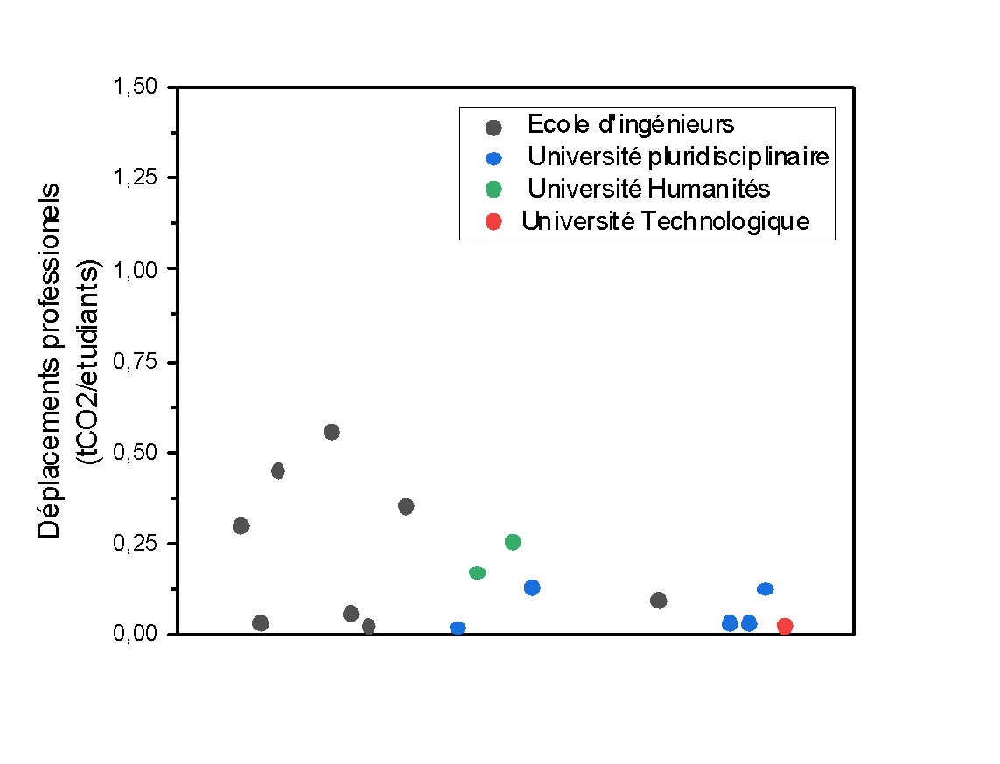 1,50
1,25
1,00
0,75
0,50
0,25
0,00
Déplacements professionels
(tCO2/etudiants)
Ecole d'ingénieurs
Université pluridisciplinaire
Université Humanités
Université Technologique